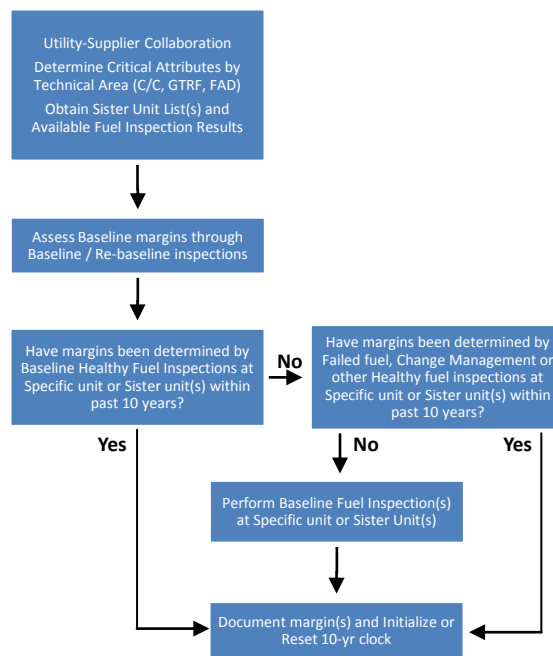 Utility-Supplier Collaboration
Determine Critical Attributes by
Technical Area (C/C, GTRF, FAD)
Obtain Sister Unit List(s) and
Available Fuel Inspection Results
Assess Baseline margins through
Baseline / Re-baseline inspections
Have margins been determined by
Baseline Healthy Fuel Inspections at
Specific unit or Sister unit(s) within
past 10 years?
No
Have margins been determined by
Failed fuel, Change Management or
other Healthy fuel inspections at
Specific unit or Sister unit(s) within
past 10 years?
Yes
No
Yes
Perform Baseline Fuel Inspection(s)
at Specific unit or Sister Unit(s)
Document margin(s) and Initialize or
Reset 10-yr clock